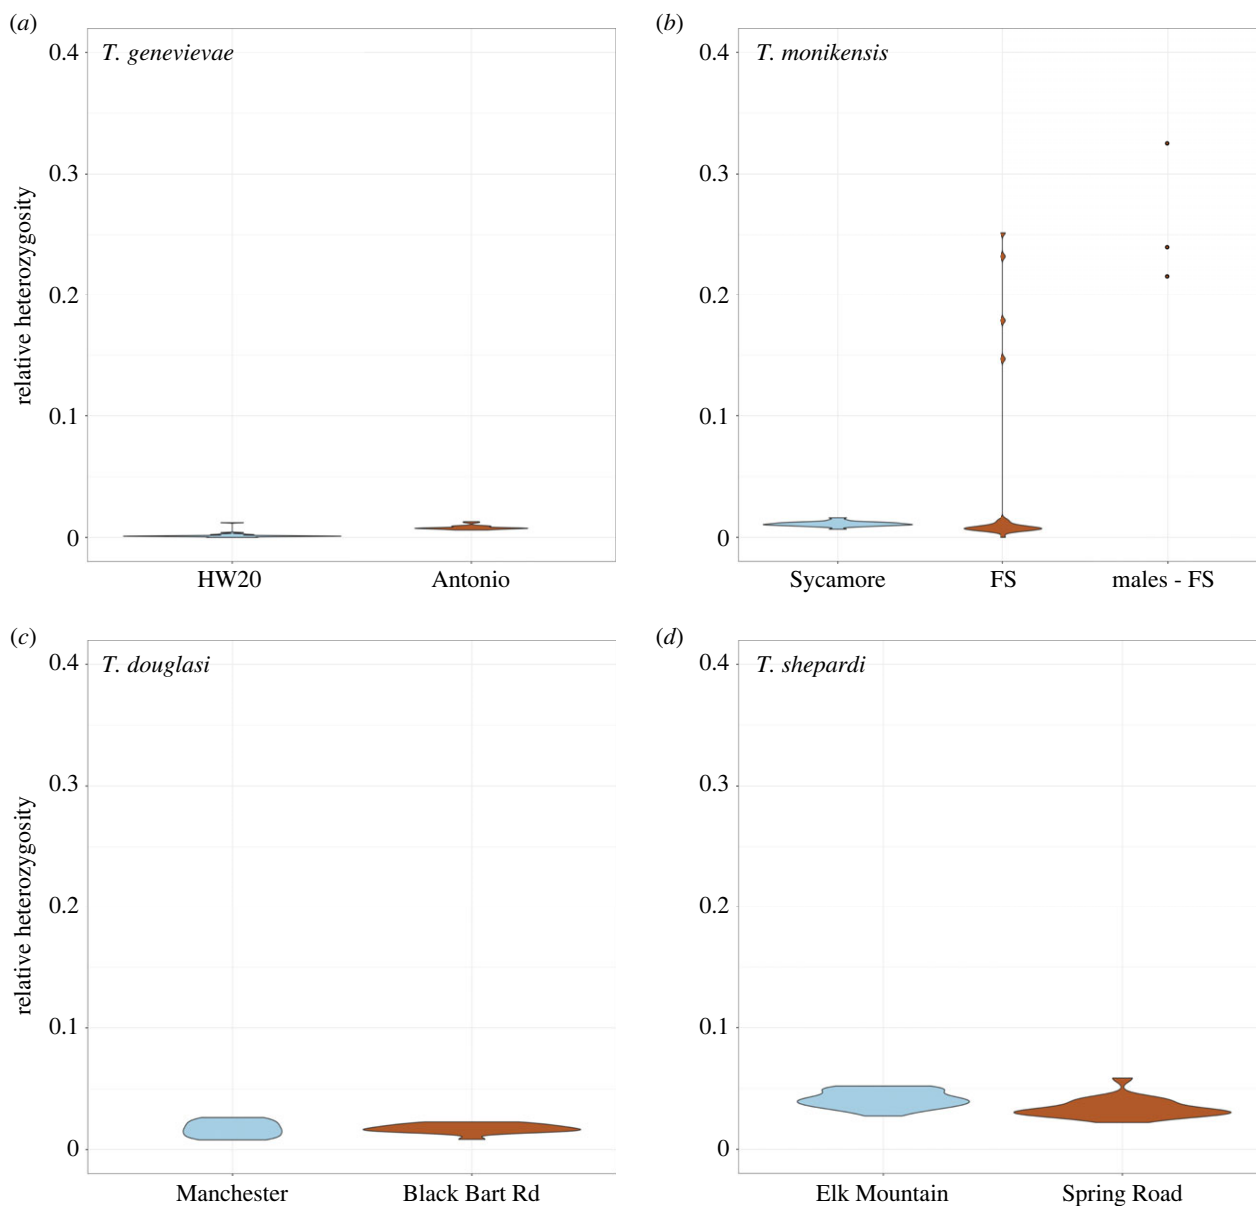 (a)
T. genevievae
0.4
0.3
0.2
0.1
0
relative heterozygosity
HW20 Antonio
(b)
T. monikensis
0.4
0.3
0.2
0.1
0
Sycamore FS males - FS
(c)
T. douglasi
0.4
0.3
0.2
0.1
0
relative heterozygosity
Manchester Black Bart Rd
(d)
T. shepardi
0.4
0.3
0.2
0.1
0
Elk Mountain Spring Road